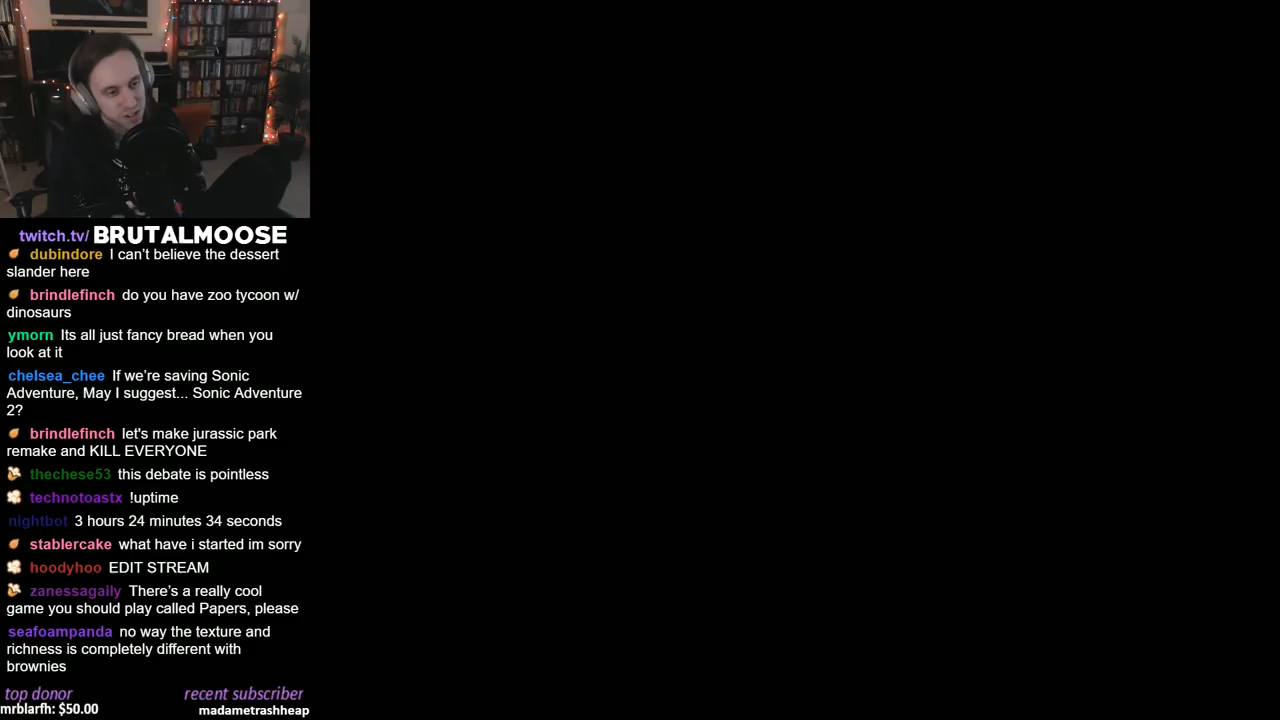 twitch.tv/ BRUTALMOOSE
dubindore I can't believe the dessert
slander here
brindlefinch do you have zoo tycoon w/
dinosaurs
ymorn Its all just fancy bread when you
look at it
chelsea_chee If we're saving Sonic
Adventure, May I suggest... Sonic Adventure
2?
brindlefinch let's make jurassic park
remake and KILL EVERYONE
thechese53 this debate is pointless
technotoastx !uptime
nightbot 3 hours 24 minutes 34 seconds
stablercake what have i started im sorry
hoodyhoo EDIT STREAM
zanessagaily There's a really cool
game you should play called Papers, please
seafoampanda no way the texture and
richness is completely different with
brownies
top donor recent subscriber
mrblarfh: $50.00 madametrashheap